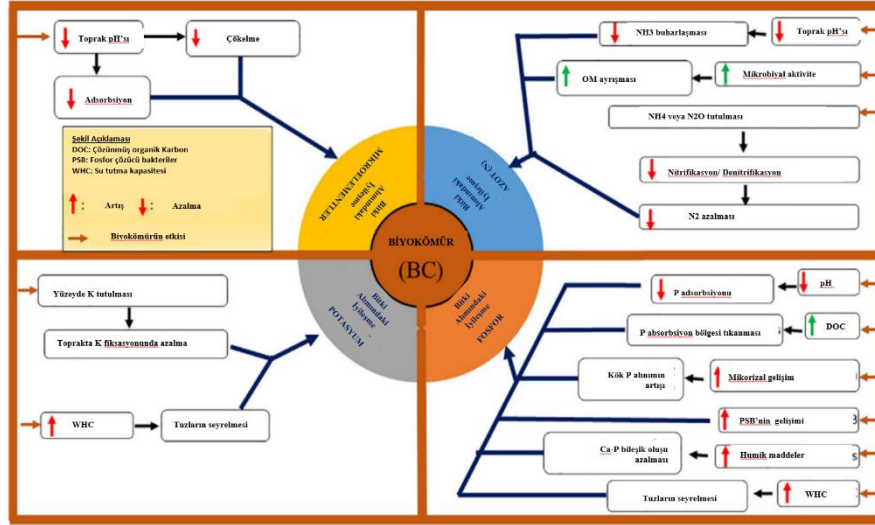 Toprak pH'sı
Çökelme
Adsorbsiyon
Şekil Açıklaması
DOC: Çözünmüş organik Karbon
PSB: Fosfor çözücü bakteriler
WHC: Su tutma kapasitesi
: Artış : Azalma
Biyokömürün etkisi
NH3 buharlaşması
Toprak pH'sı
OM ayrışması
Mikrobiyal aktivite
NH4 veya N2O tutulması
Nitrifikasyon/ Denitrifikasyon
N2 azalması
Bitki
Alımındaki
İyileşme
MİKROELEMENTLER
Bitki
Alımındaki
İyileşme
AZOT (N)
BİYOKÖMÜR
(BC)
Bitki
Alımındaki
İyileşme
POTASYUM
Bitki
Alımındaki
İyileşme
FOSFOR
Yüzeyde K tutulması
Toprakta K fiksasyonunda azalma
WHC
Tuzların seyrelmesi
P adsorbsiyonu
pH
P absorbsiyon bölgesi tıkanması
DOC
Kök P alınının
artışı
Mikorizal gelişim
PSB'nin gelişimi
Ca-P bileşik oluşu
azalması
Humik maddeler
Tuzların seyrelmesi
WHC